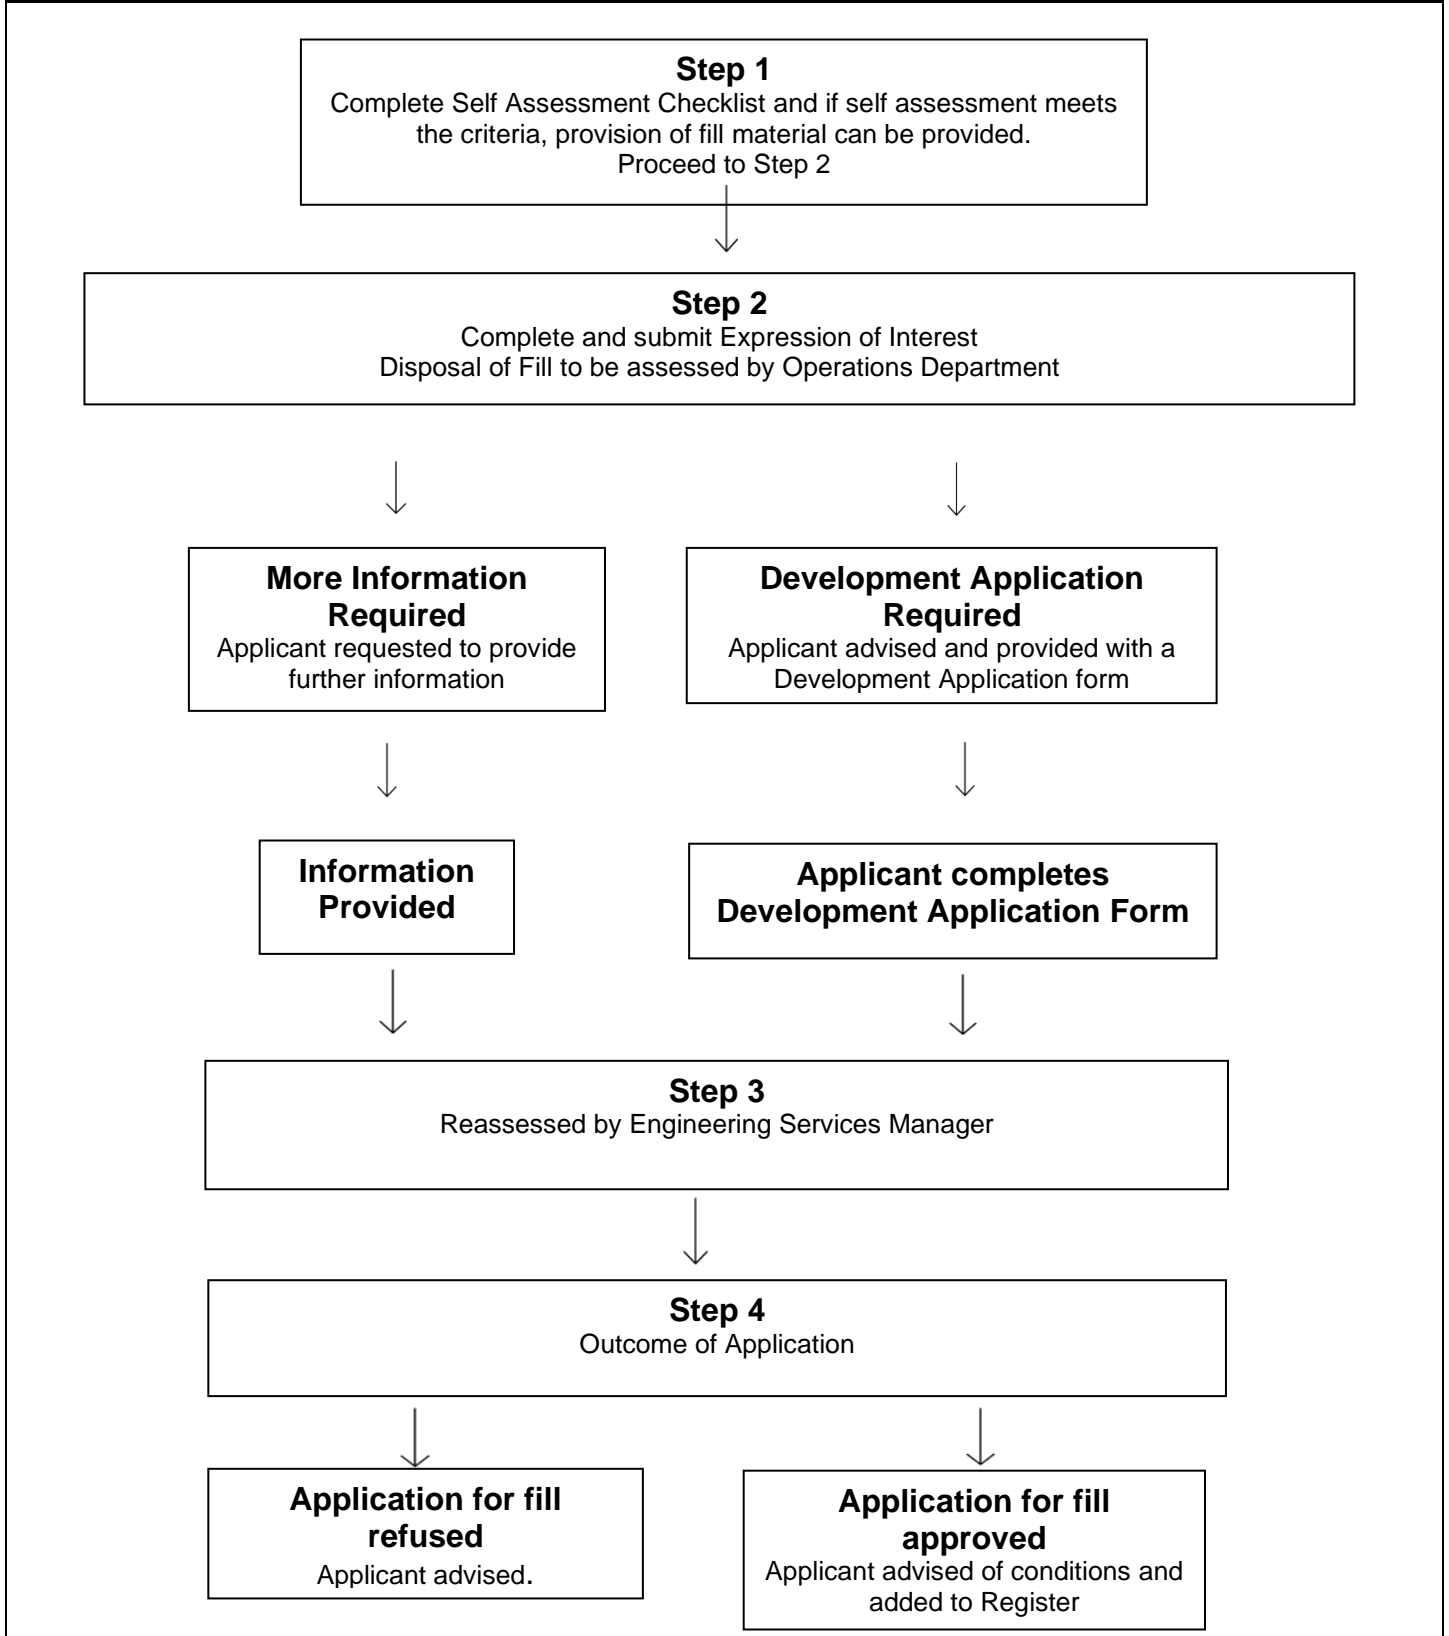 Step 1
Complete Self Assessment Checklist and if self assessment meets
the criteria, provision of fill material can be provided.
Proceed to Step 2
Step 2
Complete and submit Expression of Interest
Disposal of Fill to be assessed by Operations Department
More Information
Required
Applicant requested to provide
further information
Development Application
Required
Applicant advised and provided with a
Development Application form
Information
Provided
Applicant completes
Development Application Form
Step 3
Reassessed by Engineering Services Manager
Step 4
Outcome of Application
Application for fill
refused
Applicant advised.
Application for fill
approved
Applicant advised of conditions and
added to Register